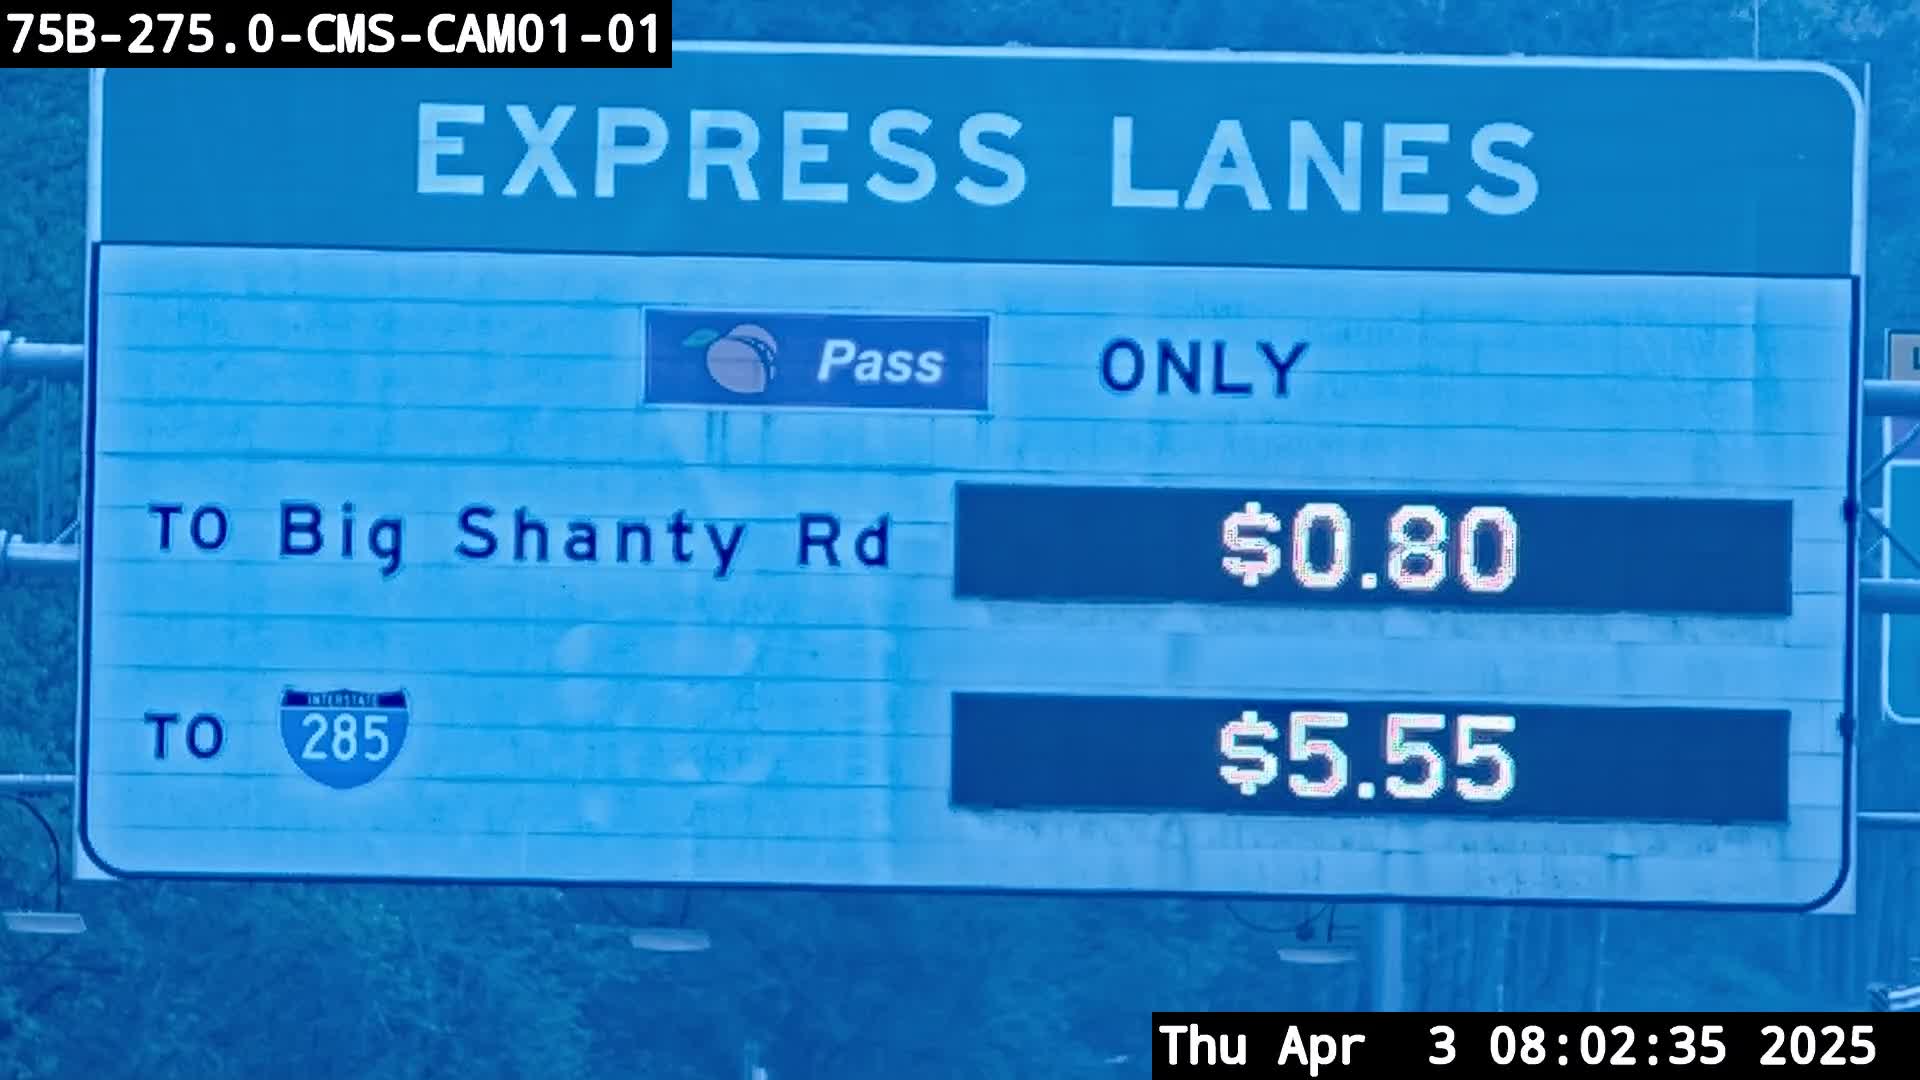 75B-275.0-CMS-CAM01-01
EXPRESS LANES
Pass ONLY
TO Big Shanty Rd $0.80
TO INTERSTATE 285 $5.55
Thu Apr 3 08:02:35 2025